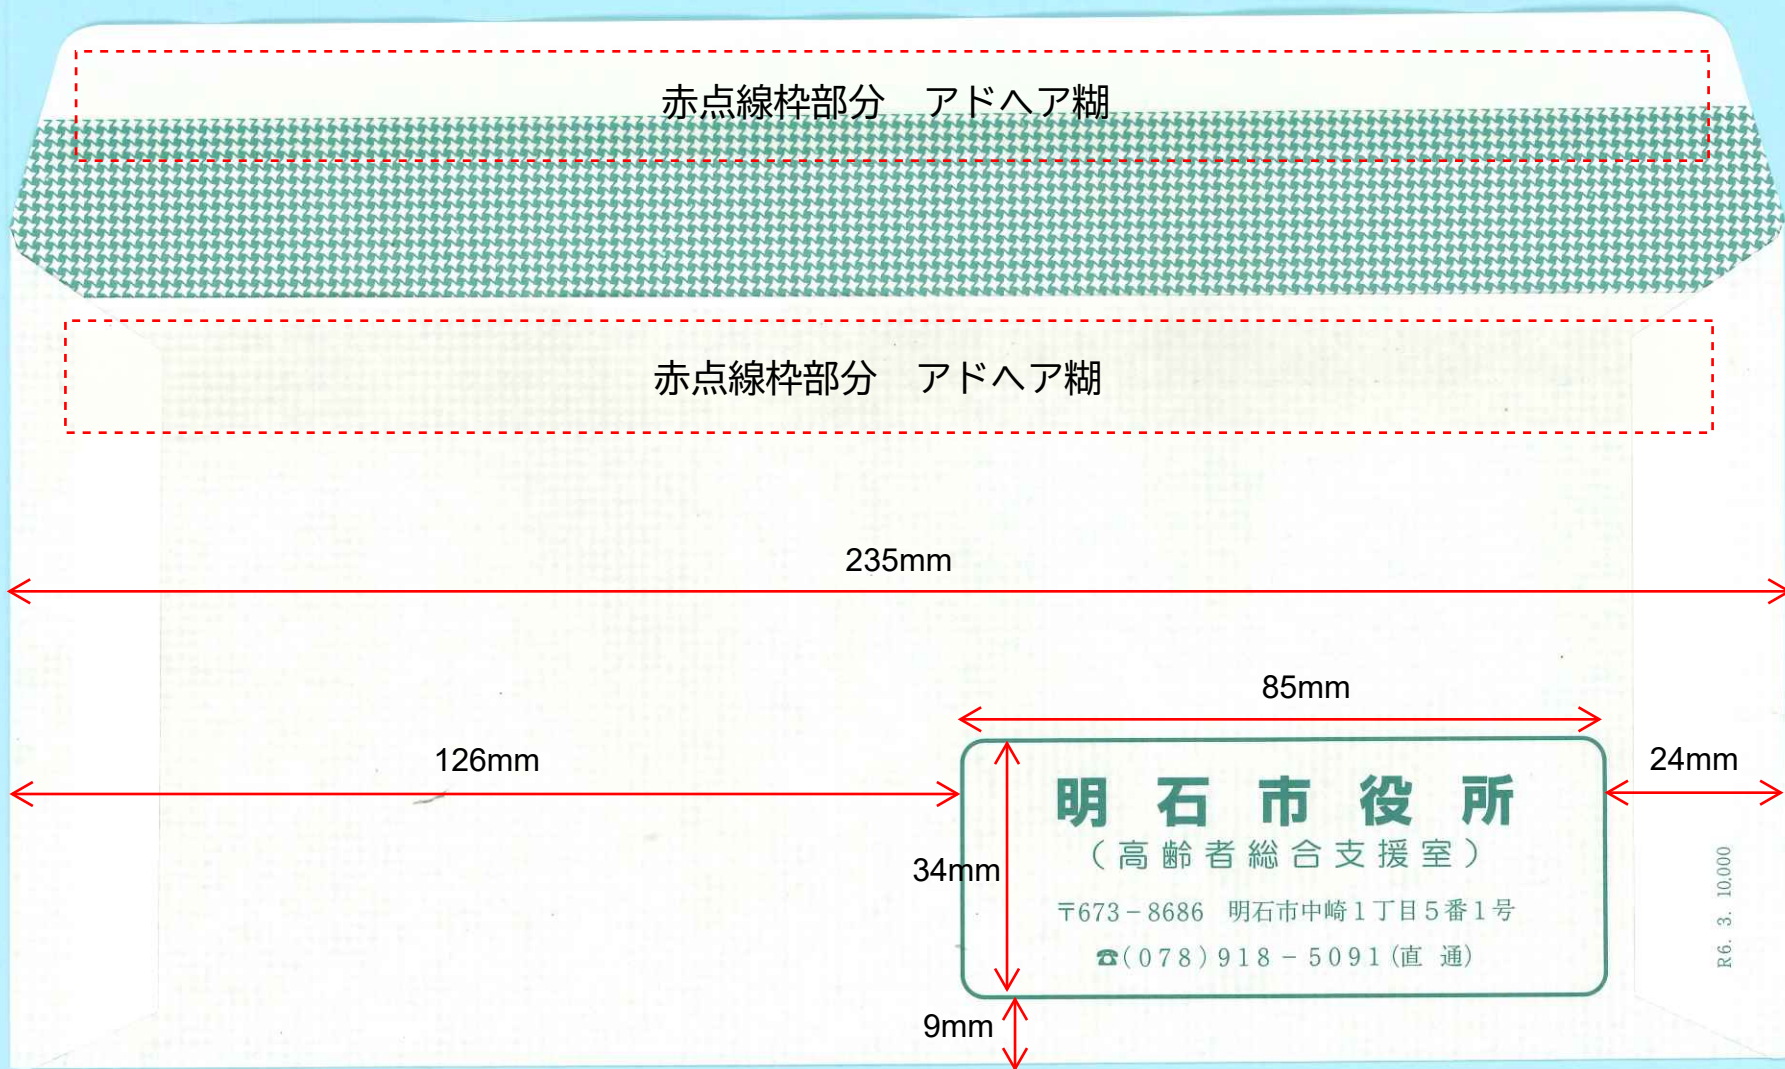 赤点線枠部分　アドヘア糊
赤点線枠部分　アドヘア糊
235mm
85mm
126mm
24mm
34mm
明石市役所
（高齢者総合支援室）
〒673－8686　明石市中崎１丁目５番１号
☎(078)918－5091(直 通)
R6. 3. 10,000
9mm